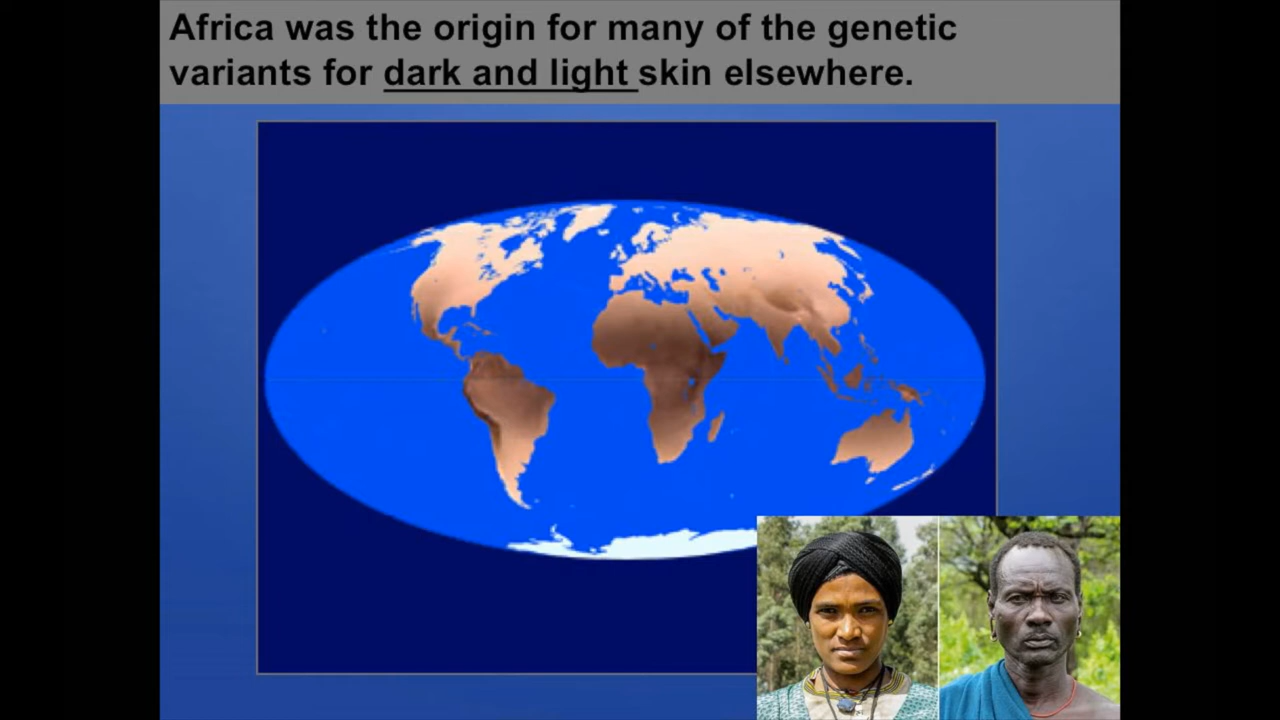 Africa was the origin for many of the genetic
variants for dark and light skin elsewhere.